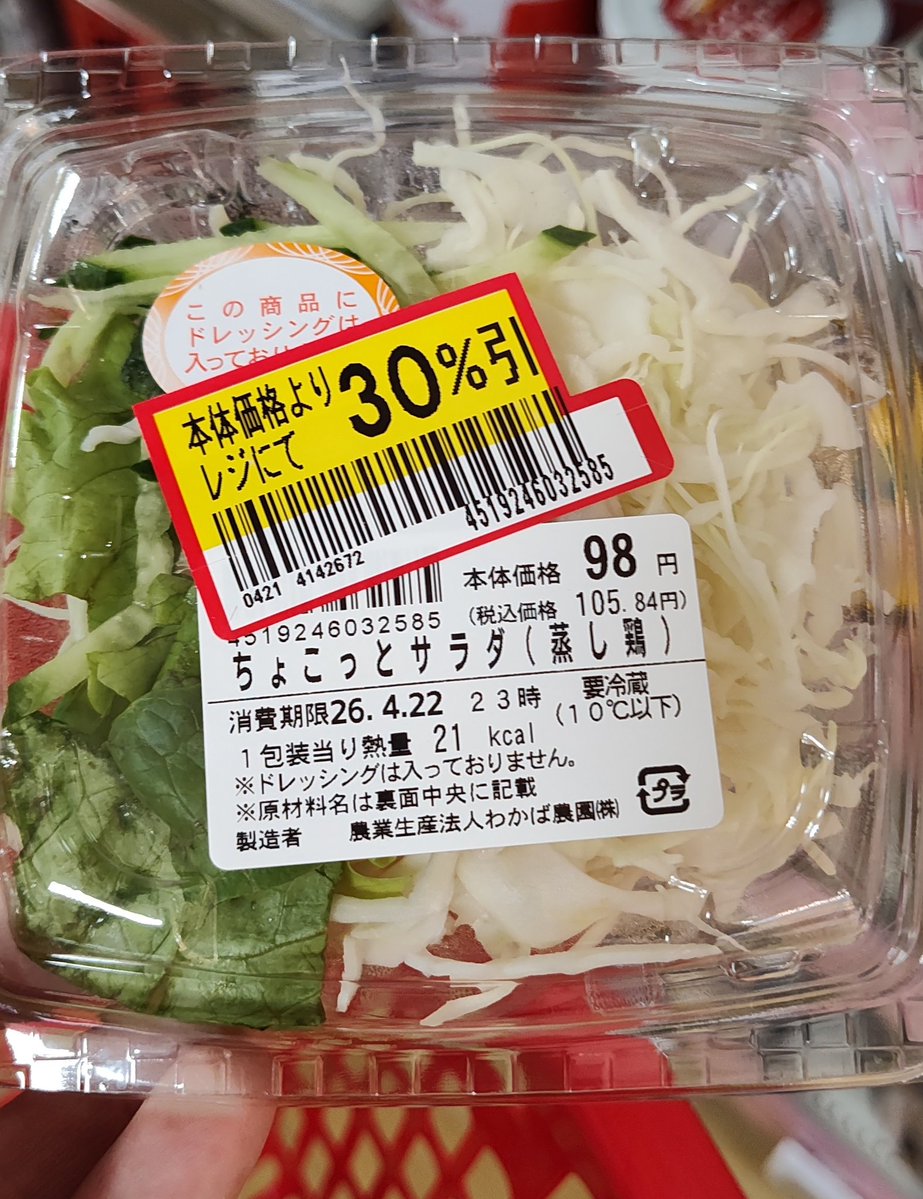 この商品に
ドレッシングは
入っており
本体価格より
レジにて
30%引
4519246032585
0421 4142672
本体価格 98 円
(税込価格 105.84円)
4519246032585
ちょこっとサラダ(蒸し鶏)
消費期限26.4.22 23時
要冷蔵
(10℃以下)
1包装当り熱量 21 kcal
※ドレッシングは入っておりません。
※原材料名は裏面中央に記載
プラ
製造者 農業生産法人わかば農園㈱